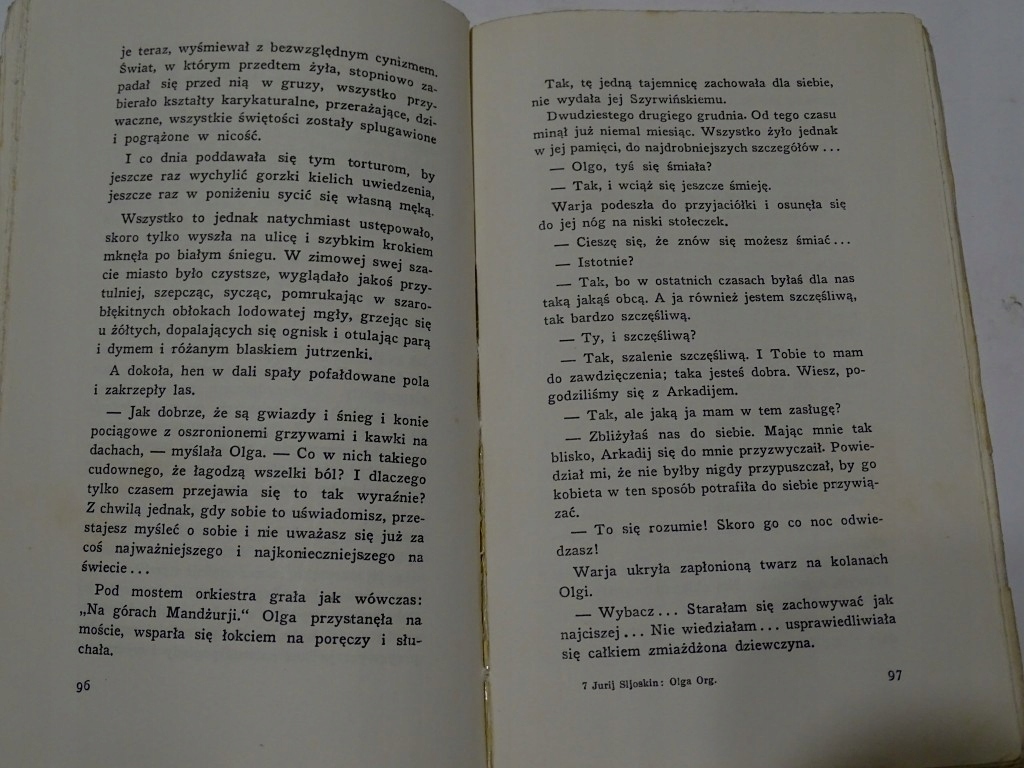 je teraz, wyśmiewał z bezwzględnym cynizmem.
Świat, w którym przedtem żyła, stopniowo za-
padał się przed nią w gruzy, wszystko przy-
bierało kształty karykaturalne, przerażające, dzi-
waczne, wszystkie świętości zostały splugawione
i pogrążone w nicość.
I co dnia poddawała się tym torturom, by
jeszcze raz wychylić gorzki kielich uwiedzenia,
jeszcze raz w poniżeniu sycić się własną męką.
Wszystko to jednak natychmiast ustępowało,
skoro tylko wyszła na ulicę i szybkim krokiem
mknęła po białym śniegu. W zimowej swej sza-
cie miasto było czystsze, wyglądało jakoś przy-
tulniej, szepcząc, sycząc, pomrukając w szaro-
błękitnych obłokach lodowatej mgły, grzejąc się
u żółtych, dopalających się ognisk i otulając parą
i dymem i różanym blaskiem jutrzenki.
A dokoła, hen w dali spały pofałdowane pola
i zakrzepły las.
— Jak dobrze, że są gwiazdy i śnieg i konie
pociągowe z oszronionemi grzywami i kawki na
dachach, — myślała Olga. — Co w nich takiego
cudownego, że łagodzą wszelki ból? I dlaczego
tylko czasem przejawia się to tak wyraźnie?
Z chwilą jednak, gdy sobie to uświadomisz, prze-
stajesz myśleć o sobie i nie uważasz się już za
coś najważniejszego i najkonieczniejszego na
świecie ...
Pod mostem orkiestra grała jak wówczas:
„Na górach Mandżurji." Olga przystanęła na
moście, wsparła się łokciem na poręczy i słu-
chała.
96
Tak, tę jedną tajemnicę zachowała dla siebie,
nie wydała jej Szyrwińskiemu.
Dwudziestego drugiego grudnia. Od tego czasu
minął już niemal miesiąc. Wszystko żyło jednak
w jej pamięci, do najdrobniejszych szczegółów ...
— Olgo, tyś się śmiała?
— Tak, i wciąż się jeszcze śmieję.
Warja podeszła do przyjaciółki i osunęła się
do jej nóg na niski stołeczek.
— Cieszę się, że znów się możesz śmiać ...
— Istotnie?
— Tak, bo w ostatnich czasach byłaś dla nas
taką jakąś obcą. A ja również jestem szczęśliwą,
tak bardzo szczęśliwą.
— Ty, i szczęśliwą?
— Tak, szalenie szczęśliwą. I Tobie to mam
do zawdzięczenia; taka jesteś dobra. Wiesz, po-
godziliśmy się z Arkadijem.
— Tak, ale jaką ja mam w tem zasługę?
— Zbliżyłaś nas do siebie. Mając mnie tak
blisko, Arkadij się do mnie przyzwyczaił. Powie-
dział mi, że nie byłby nigdy przypuszczał, by go
kobieta w ten sposób potrafiła do siebie przywią-
zać.
— To się rozumie! Skoro go co noc odwie-
dzasz!
Warja ukryła zapłonioną twarz na kolanach
Olgi.
— Wybacz ... Starałam się zachowywać jak
najciszej ... Nie wiedziałam ... usprawiedliwiała
się całkiem zmiażdżona dziewczyna.
7 Jurij Sljoskin: Olga Org.
97